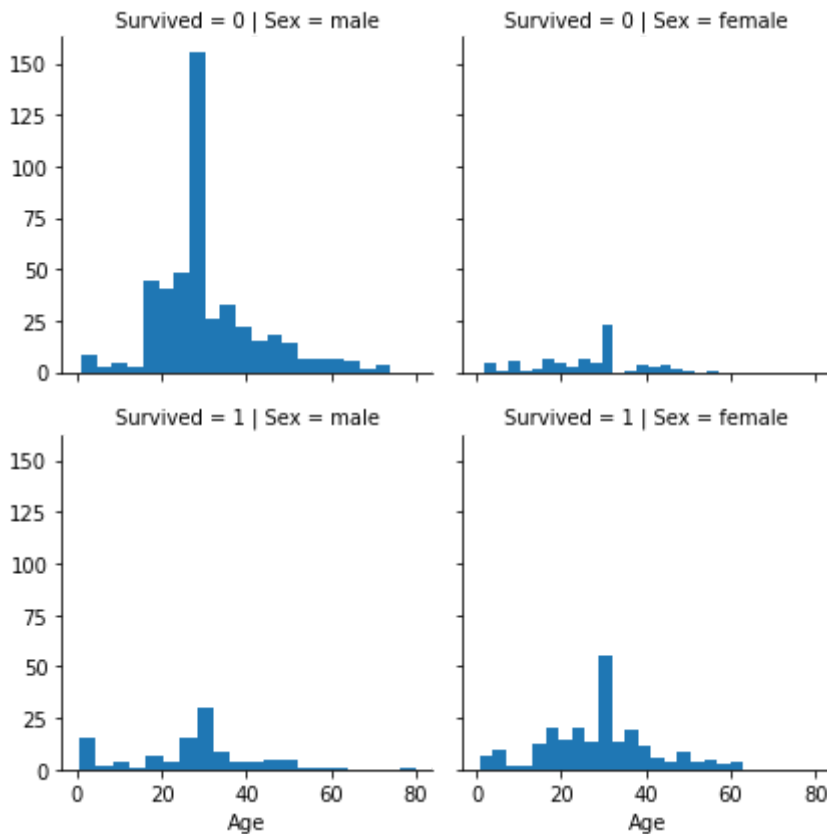 Survived = 0 | Sex = male
Survived = 0 | Sex = female
150
125
100
75
50
25
0
Survived = 1 | Sex = male
Survived = 1 | Sex = female
150
125
100
75
50
25
0
0 20 40 60 80
0 20 40 60 80
Age
Age